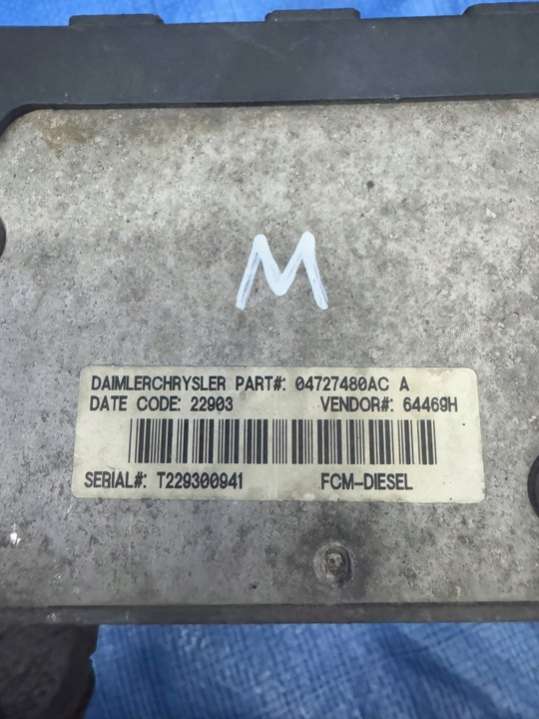 M
DAIMLERCHRYSLER PART#: 04727480AC A
DATE CODE: 22903 VENDOR#: 64469H
SERIAL#: T229300941 FCM-DIESEL